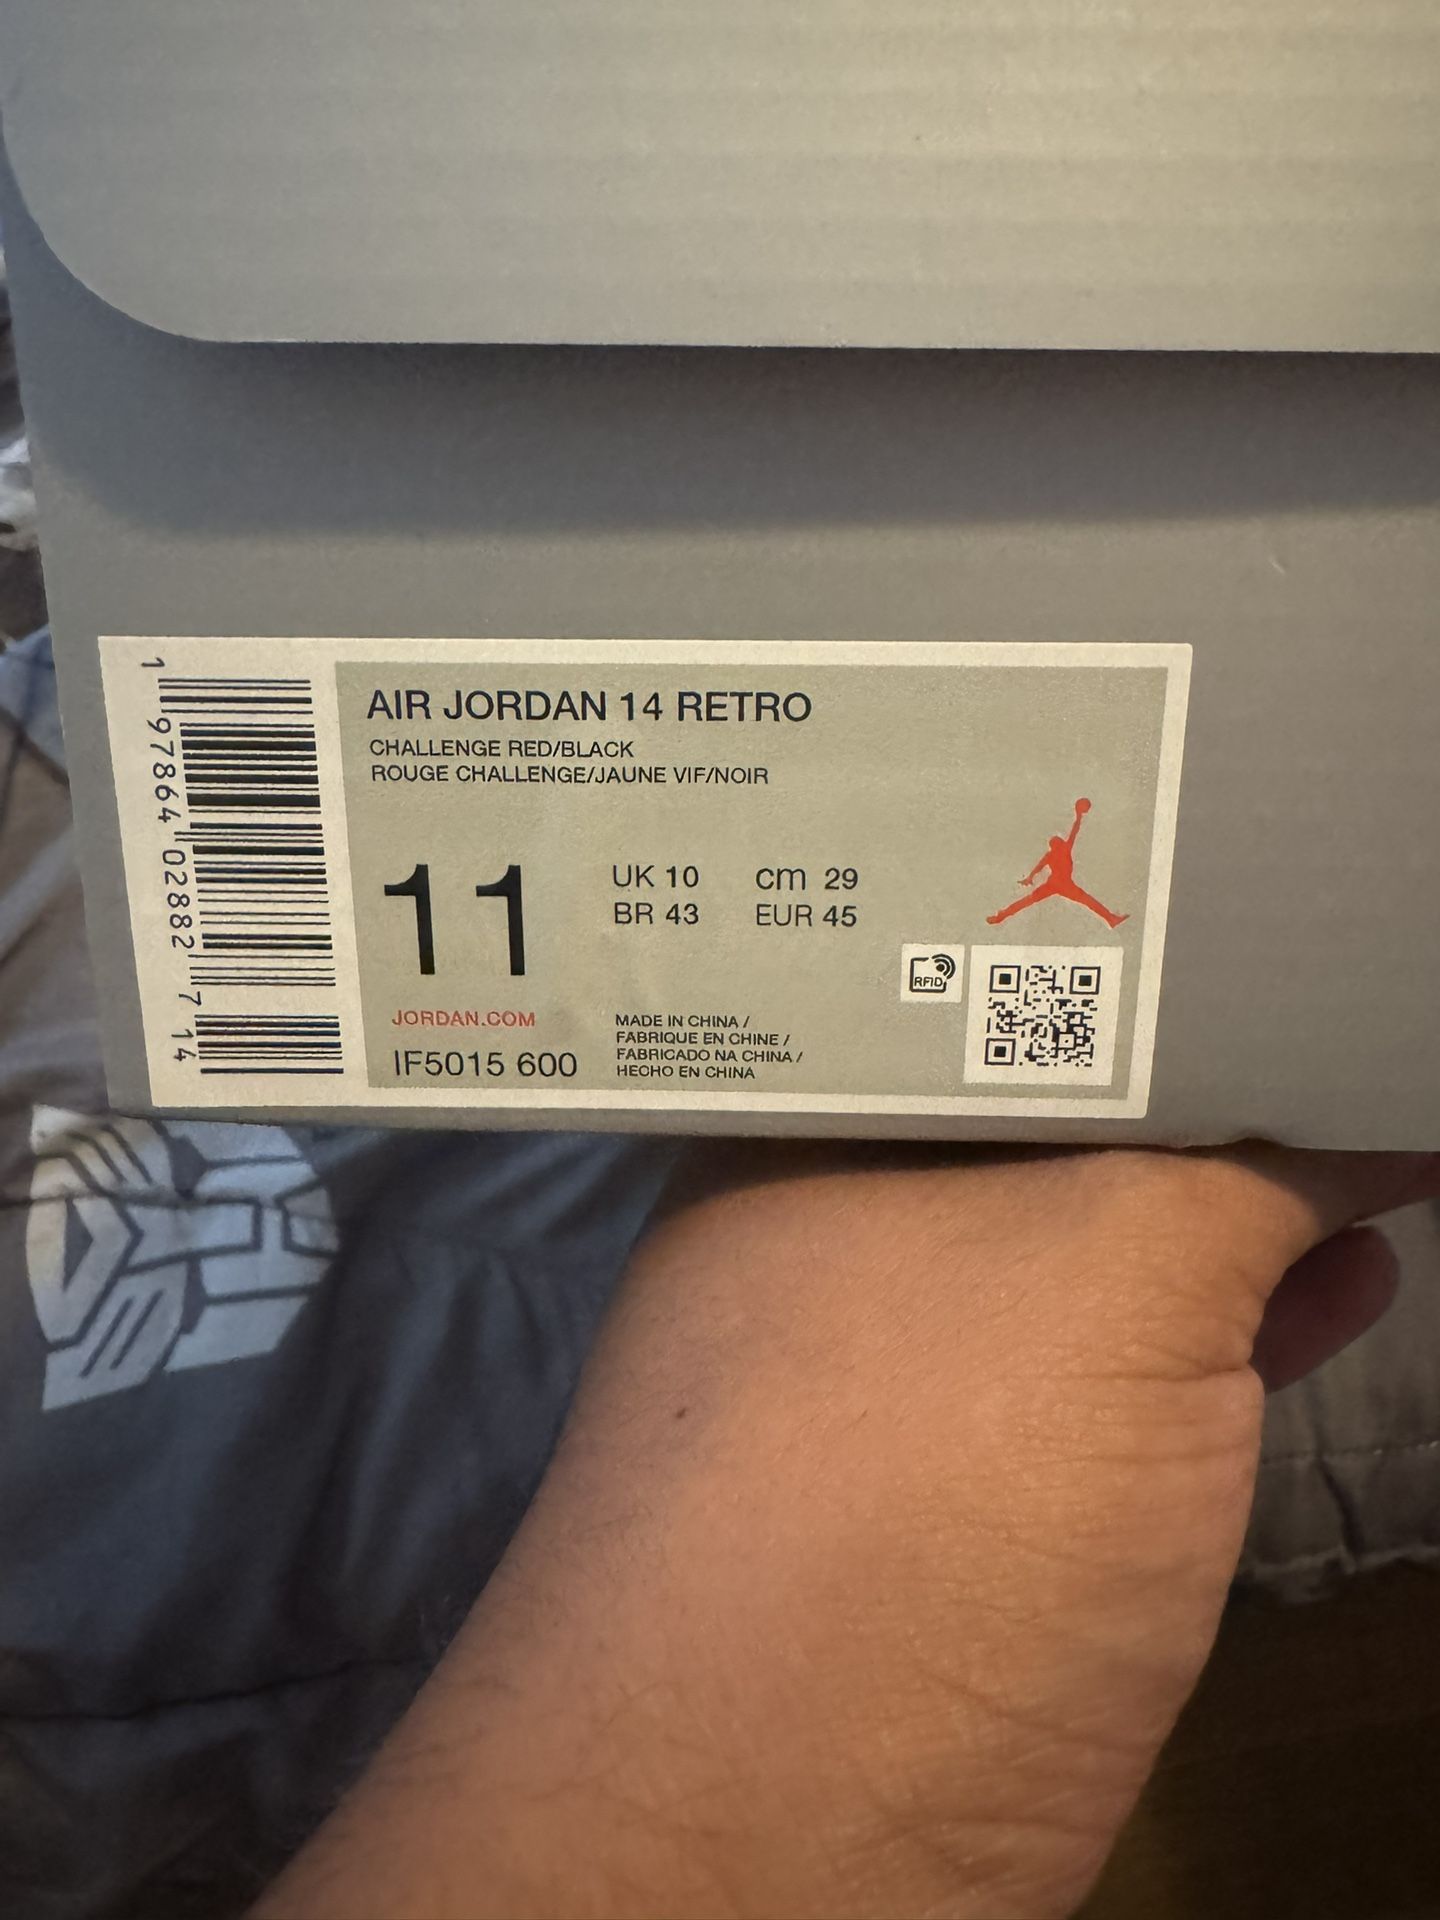 AIR JORDAN 14 RETRO
CHALLENGE RED/BLACK
ROUGE CHALLENGE/JAUNE VIF/NOIR
11
UK 10 cm 29
BR 43 EUR 45
RFID
JORDAN.COM
IF5015 600
MADE IN CHINA /
FABRIQUE EN CHINE /
FABRICADO NA CHINA /
HECHO EN CHINA
1 97864 02882 7 14